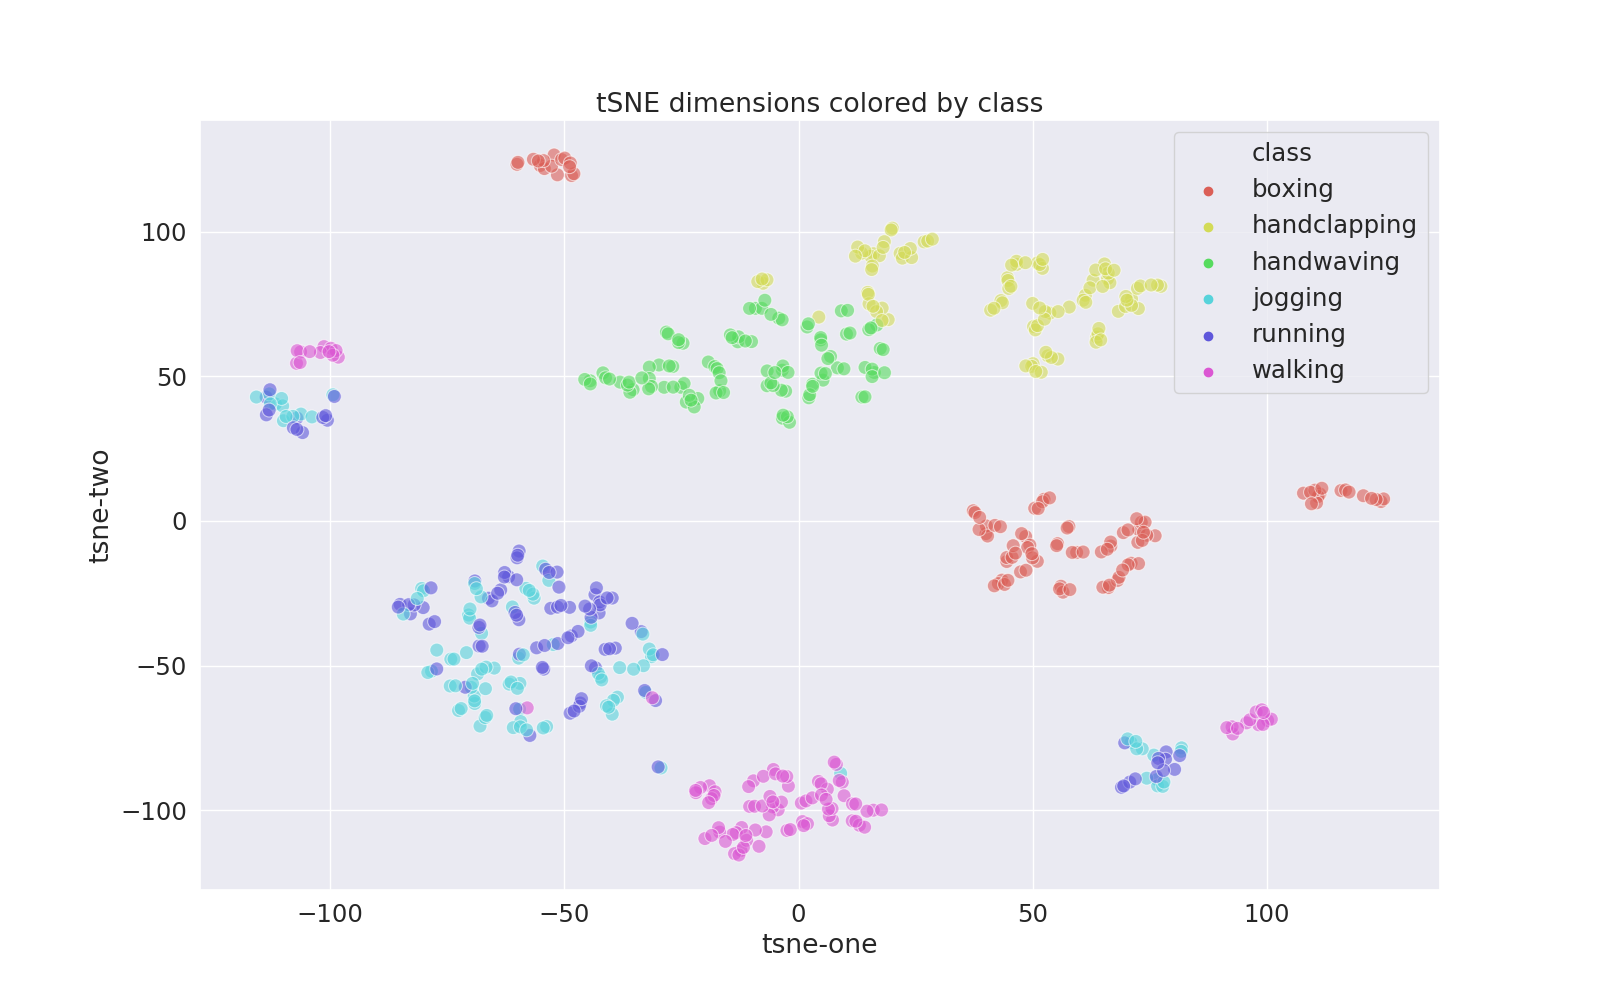 tSNE dimensions colored by class
class
boxing
handclapping
handwaving
jogging
running
walking
100
50
0
−50
−100
tsne-two
−100
−50
0
50
100
tsne-one